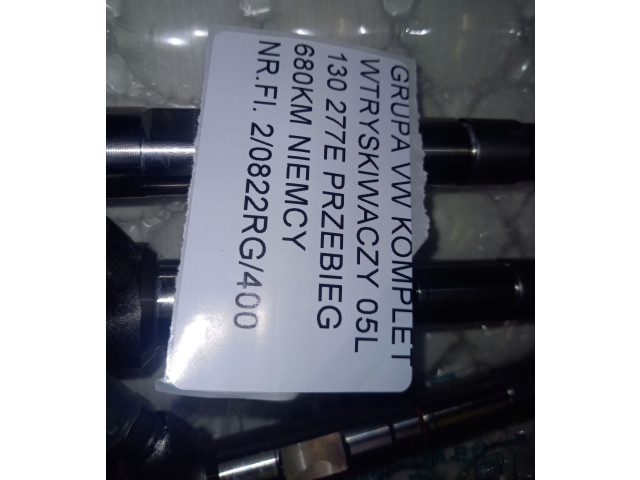 GRUPA VW KOMPLET
WTRYSKIWACZY 05L
130 277E PRZEBIEG
680KM NIEMCY
NR.FI. 2/0822RG/400